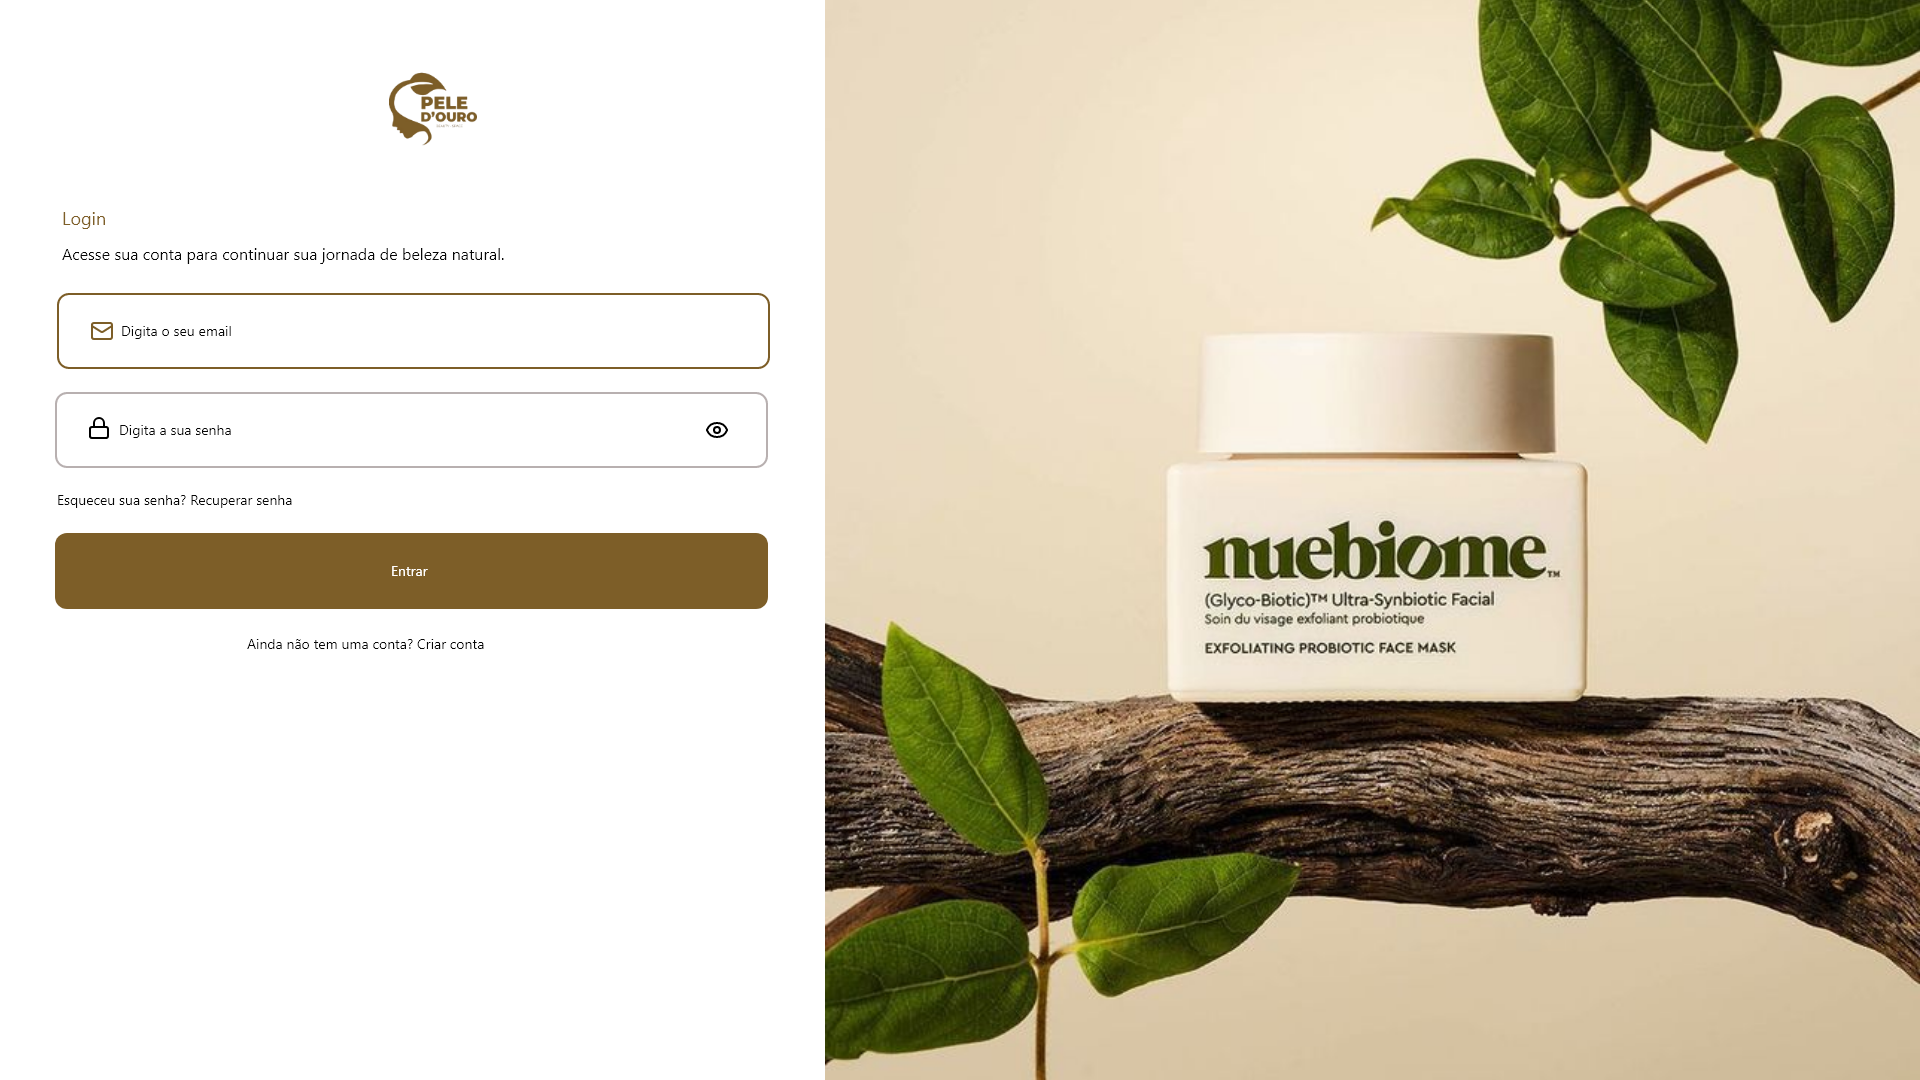 PELE
D'OURO
Login
Acesse sua conta para continuar sua jornada de beleza natural.
Digita o seu email
Digita a sua senha
Esqueceu sua senha? Recuperar senha
Entrar
Ainda não tem uma conta? Criar conta
nuebiome™
(Glyco-Biotic)™ Ultra-Synbiotic Facial
Soin du visage exfoliant probiotique
EXFOLIATING PROBIOTIC FACE MASK